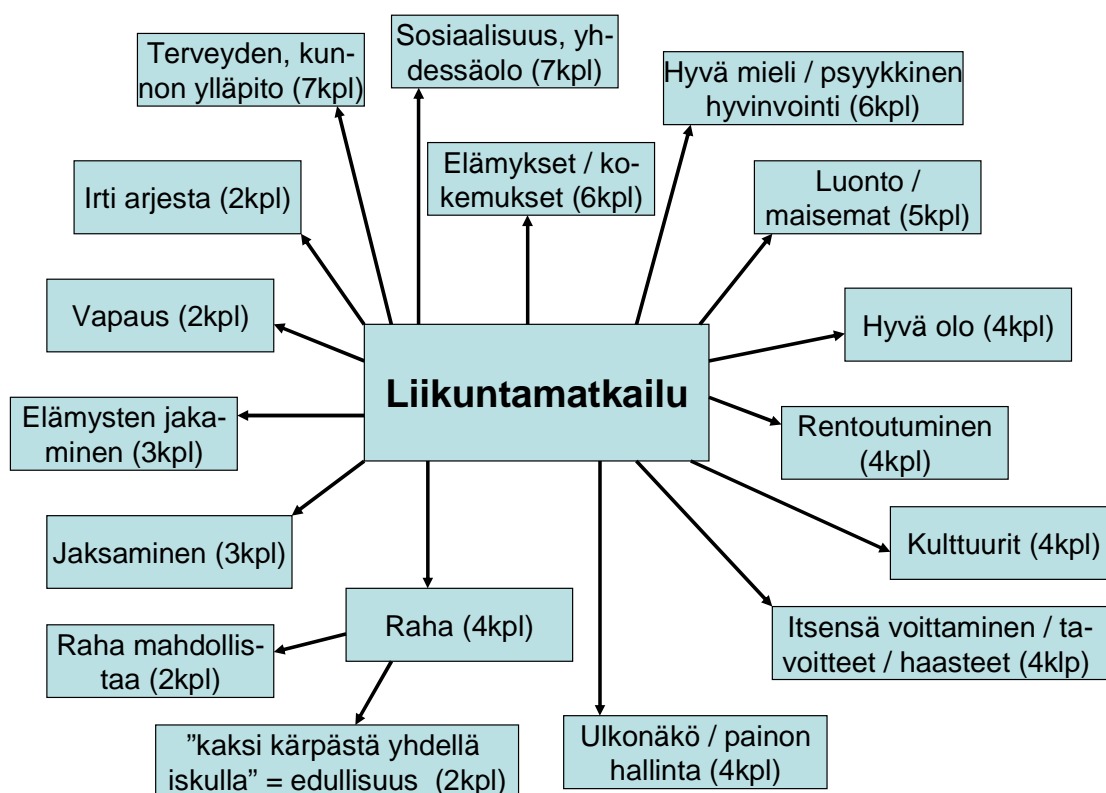 Terveyden, kun-
non ylläpito (7kpl)
Sosiaalisuus, yh-
dessäolo (7kpl)
Hyvä mieli / psyykkinen
hyvinvointi (6kpl)
Elämykset / ko-
kemukset (6kpl)
Irti arjesta (2kpl)
Luonto /
maisemat (5kpl)
Vapaus (2kpl)
Hyvä olo (4kpl)
Liikuntamatkailu
Elämysten jaka-
minen (3kpl)
Rentoutuminen
(4kpl)
Jaksaminen (3kpl)
Kulttuurit (4kpl)
Raha (4kpl)
Itsensä voittaminen / ta-
voitteet / haasteet (4klp)
Raha mahdollis-
taa (2kpl)
”kaksi kärpästä yhdellä
iskulla” = edullisuus (2kpl)
Ulkonäkö / painon
hallinta (4kpl)